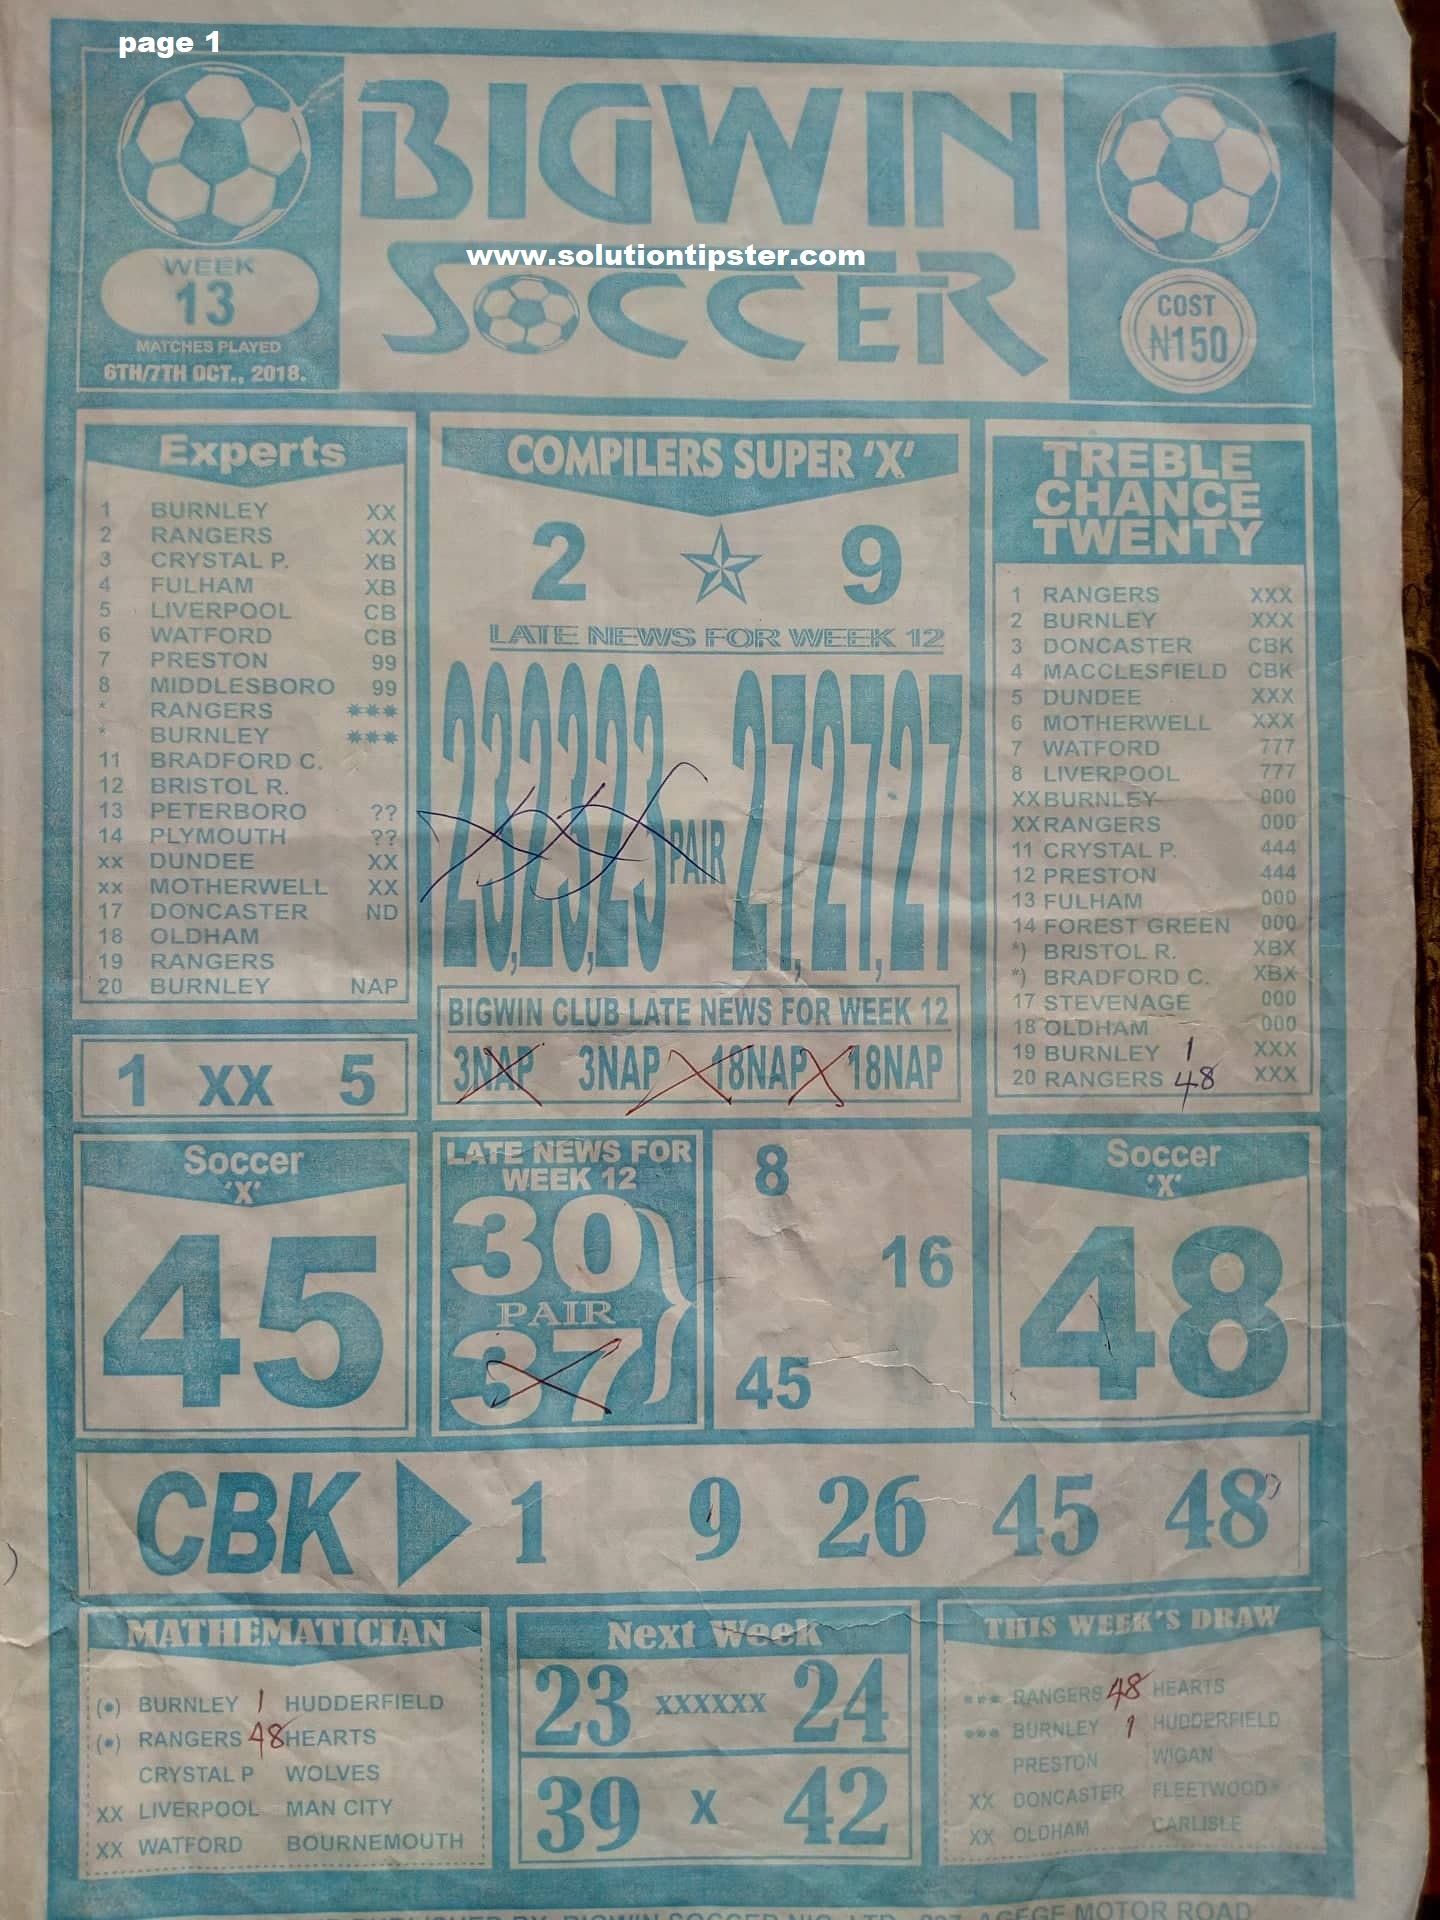 page 1
BIGWIN
www.solutiontipster.com
SOCCER
WEEK
13
MATCHES PLAYED
6TH/7TH OCT., 2018.
COST
N150
Experts
1 BURNLEY XX
2 RANGERS XX
3 CRYSTAL P. XB
4 FULHAM XB
5 LIVERPOOL CB
6 WATFORD CB
7 PRESTON 99
8 MIDDLESBORO 99
* RANGERS ***
* BURNLEY ***
11 BRADFORD C.
12 BRISTOL R.
13 PETERBORO ??
14 PLYMOUTH ??
xx DUNDEE XX
xx MOTHERWELL XX
17 DONCASTER ND
18 OLDHAM
19 RANGERS
20 BURNLEY NAP
1 XX 5
COMPILERS SUPER 'X'
2 9
LATE NEWS FOR WEEK 12
23,23,23 PAIR 27,27,27
BIGWIN CLUB LATE NEWS FOR WEEK 12
3NAP 3NAP 18NAP 18NAP
TREBLE
CHANCE
TWENTY
1 RANGERS XXX
2 BURNLEY XXX
3 DONCASTER CBK
4 MACCLESFIELD CBK
5 DUNDEE XXX
6 MOTHERWELL XXX
7 WATFORD 777
8 LIVERPOOL 777
XX BURNLEY 000
XX RANGERS 000
11 CRYSTAL P. 444
12 PRESTON 444
13 FULHAM 000
14 FOREST GREEN 000
*) BRISTOL R. XBX
*) BRADFORD C. XBX
17 STEVENAGE 000
18 OLDHAM 000
19 BURNLEY 1 XXX
20 RANGERS 48 XXX
Soccer
'X'
45
LATE NEWS FOR
WEEK 12
30
PAIR
37
8
16
45
Soccer
'X'
48
CBK 1 9 26 45 48
MATHEMATICIAN
(•) BURNLEY 1 HUDDERFIELD
(•) RANGERS 48 HEARTS
CRYSTAL P WOLVES
XX LIVERPOOL MAN CITY
XX WATFORD BOURNEMOUTH
Next Week
23 XXXXXX 24
39 X 42
THIS WEEK'S DRAW
*** RANGERS 48 HEARTS
*** BURNLEY 1 HUDDERFIELD
PRESTON WIGAN
XX DONCASTER FLEETWOOD
XX OLDHAM CARLISLE
PUBLISHED BY BIGWIN SOCCER NIG. LTD. AGEGE MOTOR ROAD